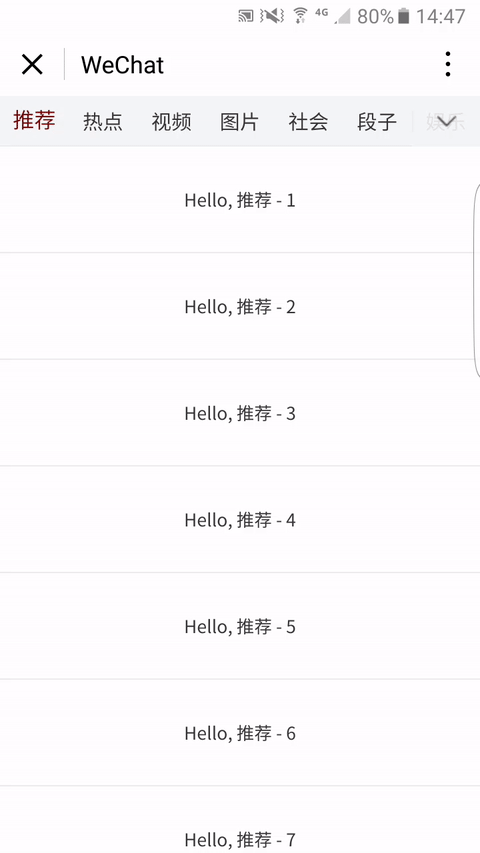 4G 80% 14:47
WeChat
推荐 热点 视频 图片 社会 段子 娱乐
Hello, 推荐 - 1
Hello, 推荐 - 2
Hello, 推荐 - 3
Hello, 推荐 - 4
Hello, 推荐 - 5
Hello, 推荐 - 6
Hello, 推荐 - 7